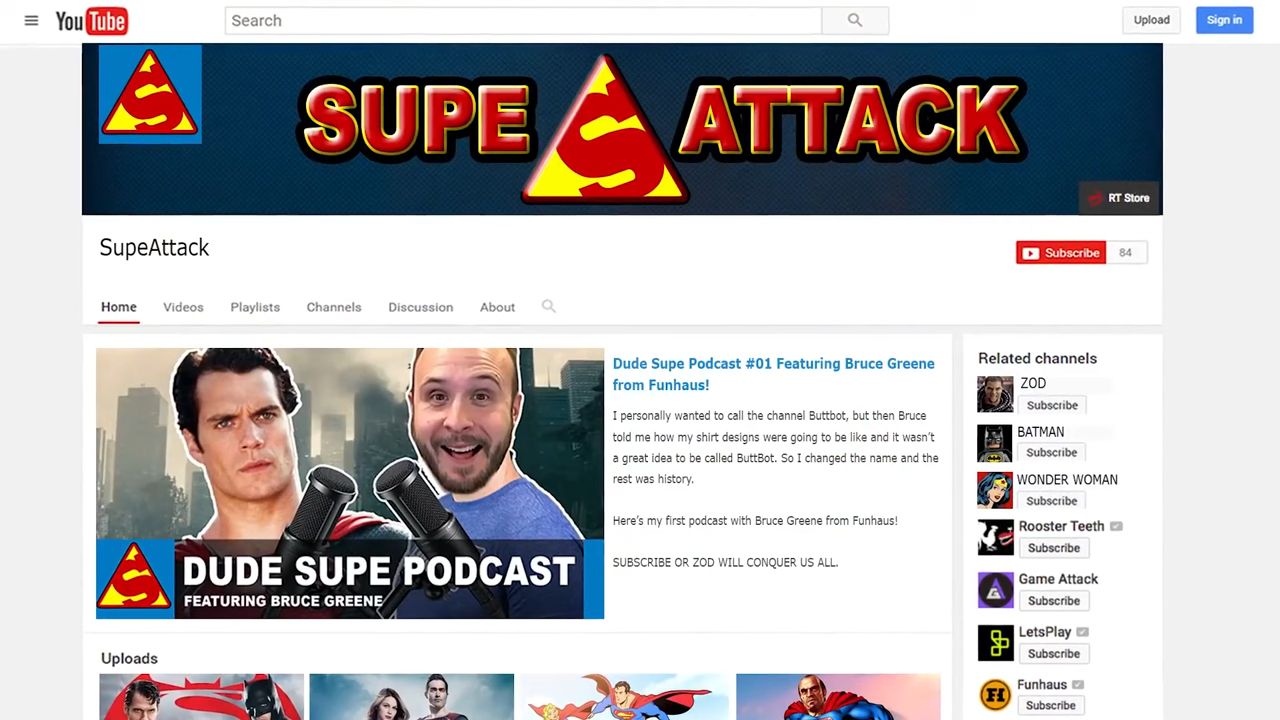 YouTube
Search
Upload
Sign in
SUPE ATTACK
RT Store
SupeAttack
Subscribe 84
Home Videos Playlists Channels Discussion About
Dude Supe Podcast #01 Featuring Bruce Greene
from Funhaus!
I personally wanted to call the channel Buttbot, but then Bruce
told me how my shirt designs were going to be like and it wasn't
a great idea to be called ButtBot. So I changed the name and the
rest was history.
Here's my first podcast with Bruce Greene from Funhaus!
SUBSCRIBE OR ZOD WILL CONQUER US ALL.
DUDE SUPE PODCAST
FEATURING BRUCE GREENE
Uploads
Related channels
ZOD
Subscribe
BATMAN
Subscribe
WONDER WOMAN
Subscribe
Rooster Teeth
Subscribe
Game Attack
Subscribe
LetsPlay
Subscribe
Funhaus
Subscribe